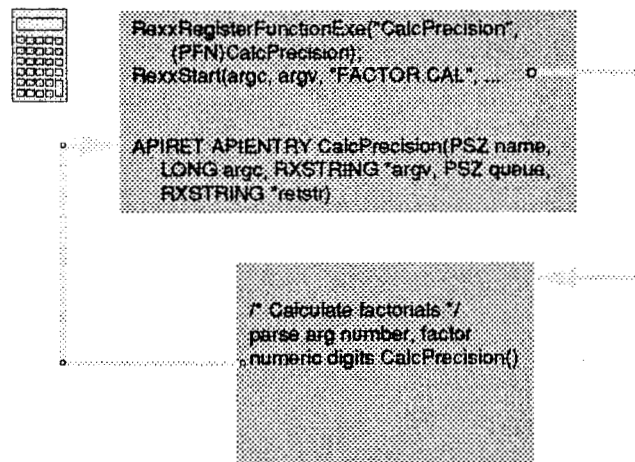 RexxRegisterFunctionExe("CalcPrecision",
(PFN)CalcPrecision);
RexxStart(argc, argv, "FACTOR.CAL", ...
APIRET APIENTRY CalcPrecision(PSZ name,
LONG argc, RXSTRING *argv, PSZ queue,
RXSTRING *retstr)
/* Calculate factorials */
parse arg number, factor
numeric digits CalcPrecision()